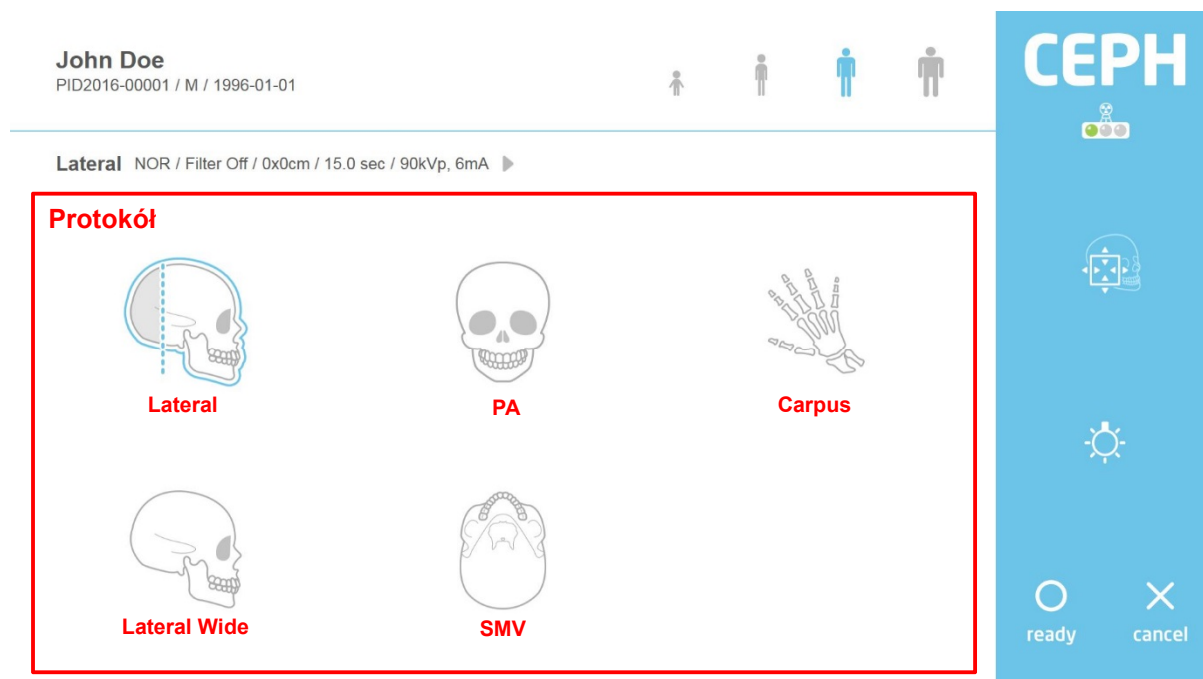 John Doe
PID2016-00001 / M / 1996-01-01
CEPH
Lateral NOR / Filter Off / 0x0cm / 15.0 sec / 90kVp, 6mA
Protokół
Lateral
PA
Carpus
Lateral Wide
SMV
ready
cancel